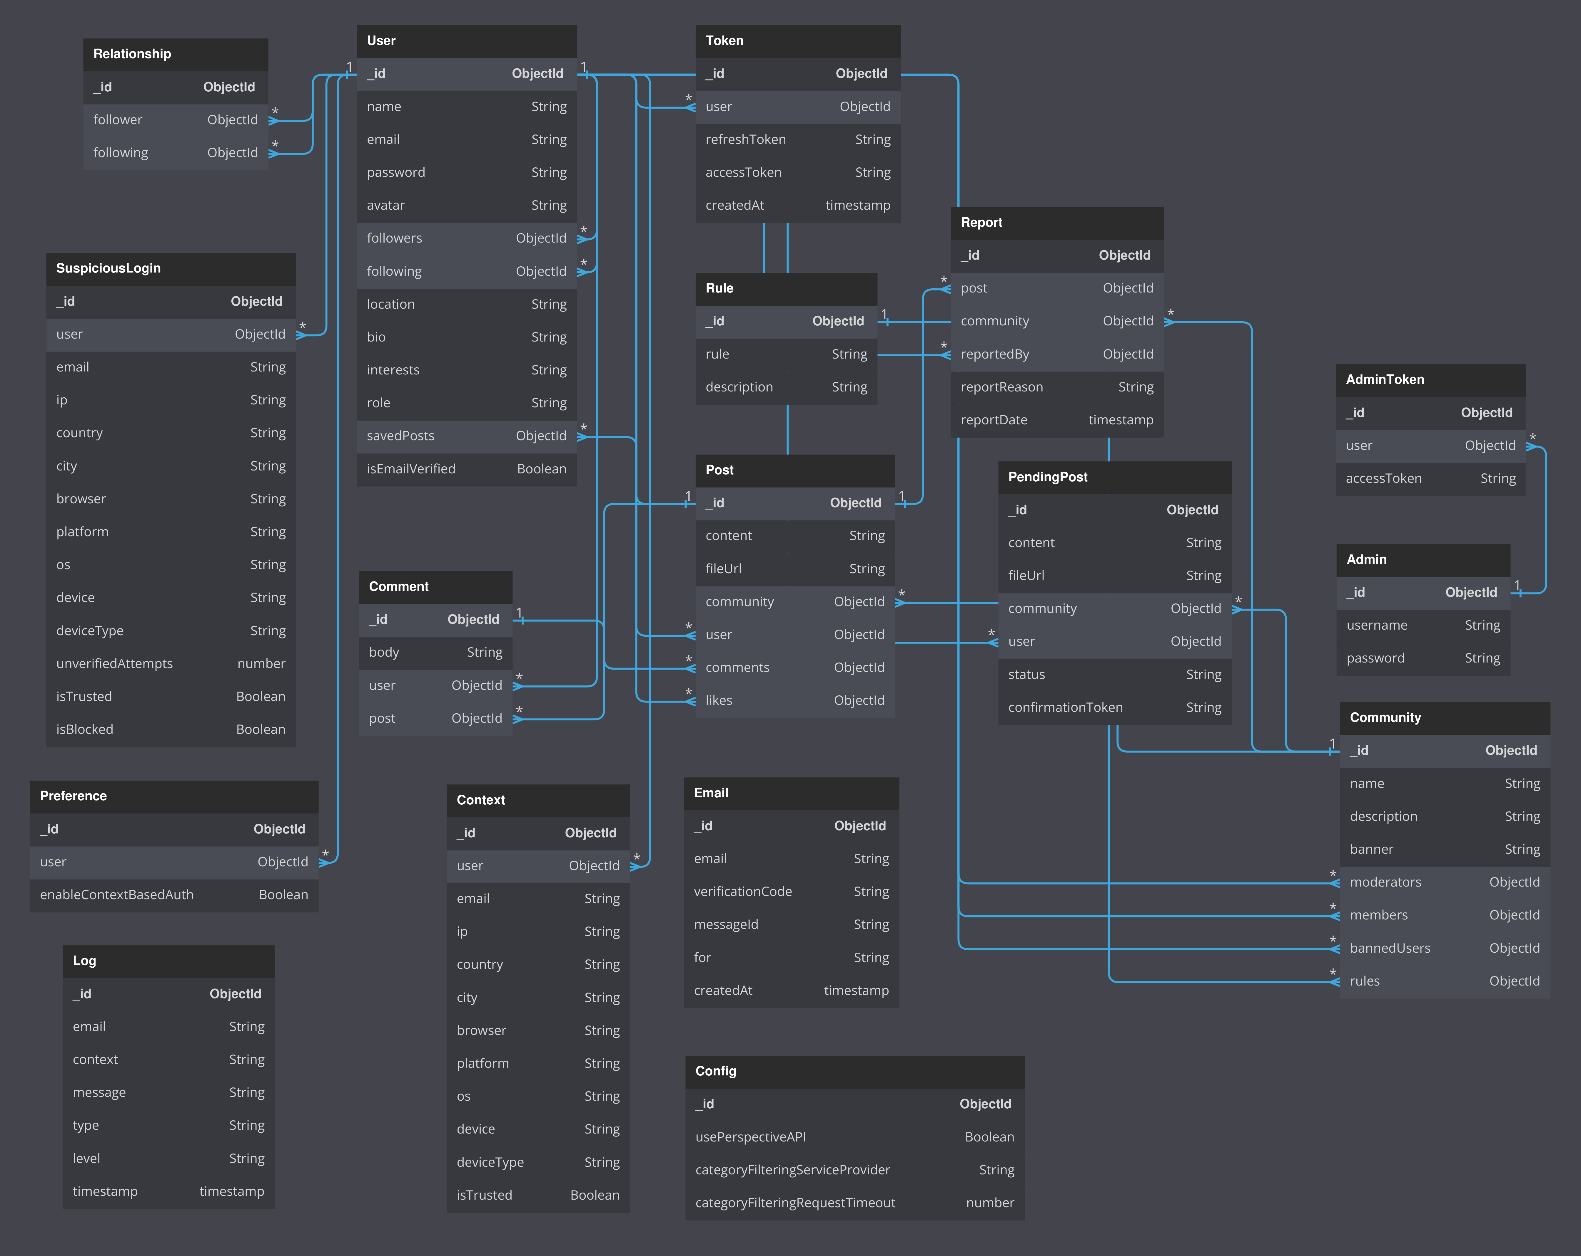 Relationship
_id ObjectId
follower ObjectId *
following ObjectId *
SuspiciousLogin
_id ObjectId
user ObjectId *
email String
ip String
country String
city String
browser String
platform String
os String
device String
deviceType String
unverifiedAttempts number
isTrusted Boolean
isBlocked Boolean
Preference
_id ObjectId
user ObjectId *
enableContextBasedAuth Boolean
Log
_id ObjectId
email String
context String
message String
type String
level String
timestamp timestamp
User
1 _id ObjectId 1
name String
email String
password String
avatar String
followers ObjectId *
following ObjectId *
location String
bio String
interests String
role String
savedPosts ObjectId *
isEmailVerified Boolean
Comment
_id ObjectId 1
body String
user ObjectId *
post ObjectId *
Context
_id ObjectId
user ObjectId *
email String
ip String
country String
city String
browser String
platform String
os String
device String
deviceType String
isTrusted Boolean
Token
_id ObjectId
* user ObjectId
refreshToken String
accessToken String
createdAt timestamp
Rule
_id ObjectId 1
rule String
description String
Post
1 _id ObjectId 1
content String
fileUrl String
community ObjectId *
* user ObjectId
* comments ObjectId
* likes ObjectId
Email
_id ObjectId
email String
verificationCode String
messageId String
for String
createdAt timestamp
Config
_id ObjectId
usePerspectiveAPI Boolean
categoryFilteringServiceProvider String
categoryFilteringRequestTimeout number
Report
_id ObjectId
* post ObjectId
community ObjectId *
* reportedBy ObjectId
reportReason String
reportDate timestamp
PendingPost
_id ObjectId
content String
fileUrl String
community ObjectId *
* user ObjectId
status String
confirmationToken String
AdminToken
_id ObjectId
user ObjectId *
accessToken String
Admin
_id ObjectId 1
username String
password String
Community
1 _id ObjectId
name String
description String
banner String
* moderators ObjectId
* members ObjectId
* bannedUsers ObjectId
* rules ObjectId